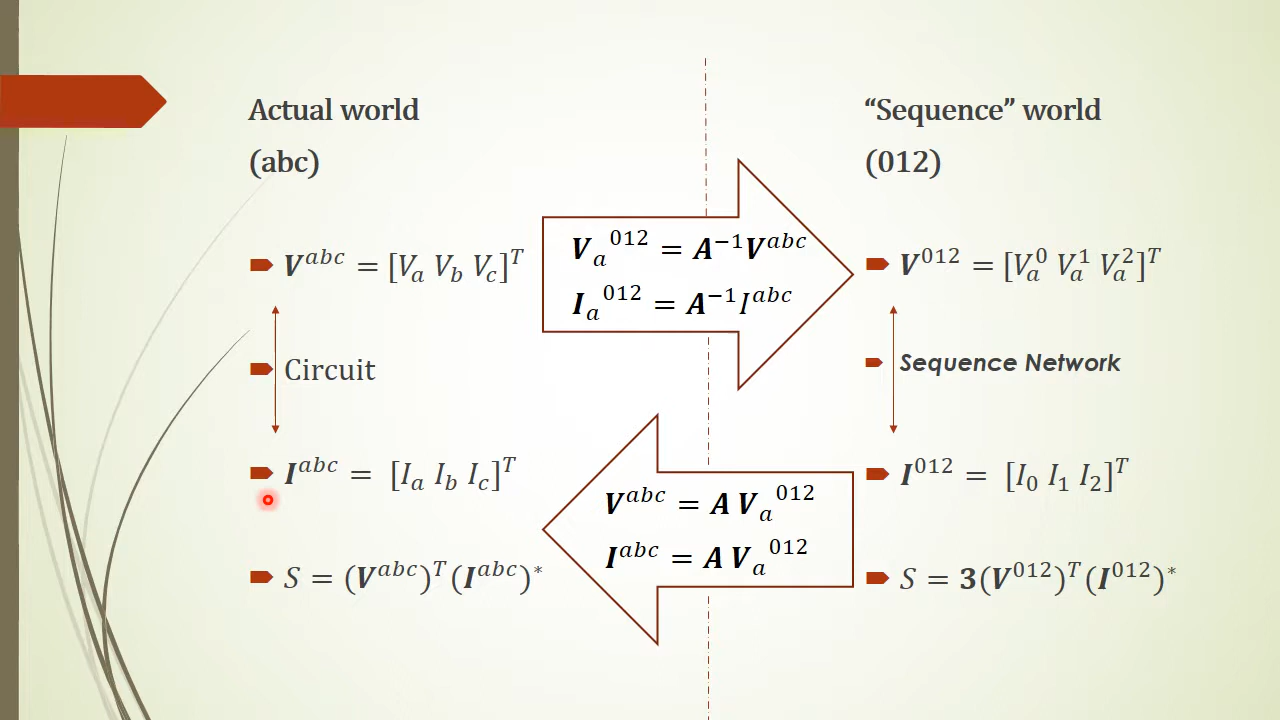 Actual world
(abc)
“Sequence” world
(012)
V^{abc} = [V_a V_b V_c]^T
V_a^{012} = A^{-1}V^{abc}
I_a^{012} = A^{-1}I^{abc}
V^{012} = [V_a^0 V_a^1 V_a^2]^T
Circuit
Sequence Network
I^{abc} = [I_a I_b I_c]^T
V^{abc} = A V_a^{012}
I^{abc} = A V_a^{012}
I^{012} = [I_0 I_1 I_2]^T
S = (V^{abc})^T(I^{abc})^*
S = 3(V^{012})^T(I^{012})^*